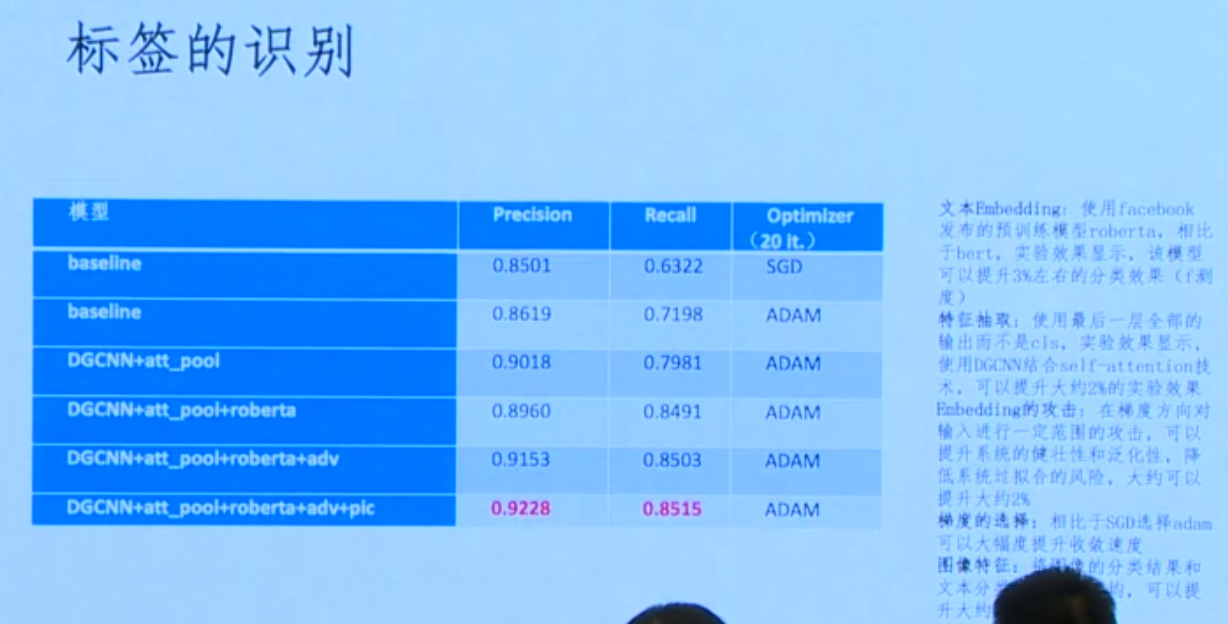 标签的识别
模型 Precision Recall Optimizer
（20 it.）
baseline 0.8501 0.6322 SGD
baseline 0.8619 0.7198 ADAM
DGCNN+att_pool 0.9018 0.7981 ADAM
DGCNN+att_pool+roberta 0.8960 0.8491 ADAM
DGCNN+att_pool+roberta+adv 0.9153 0.8503 ADAM
DGCNN+att_pool+roberta+adv+pic 0.9228 0.8515 ADAM
文本Embedding：使用facebook
发布的预训练模型roberta，相比
于bert，实验效果显示，该模型
可以提升3%左右的分类效果（f测
度）
特征抽取：使用最后一层全部的
输出而不是cls，实验效果显示，
使用DGCNN结合self-attention技
术，可以提升大约2%的实验效果
Embedding的攻击：在梯度方向对
输入进行一定范围的攻击，可以
提升系统的健壮性和泛化性，降
低系统过拟合的风险，大约可以
提升大约2%
梯度的选择：相比于SGD选择adam
可以大幅度提升收敛速度
图像特征：将图像的分类结果和
文本分 均，可以提
升大约